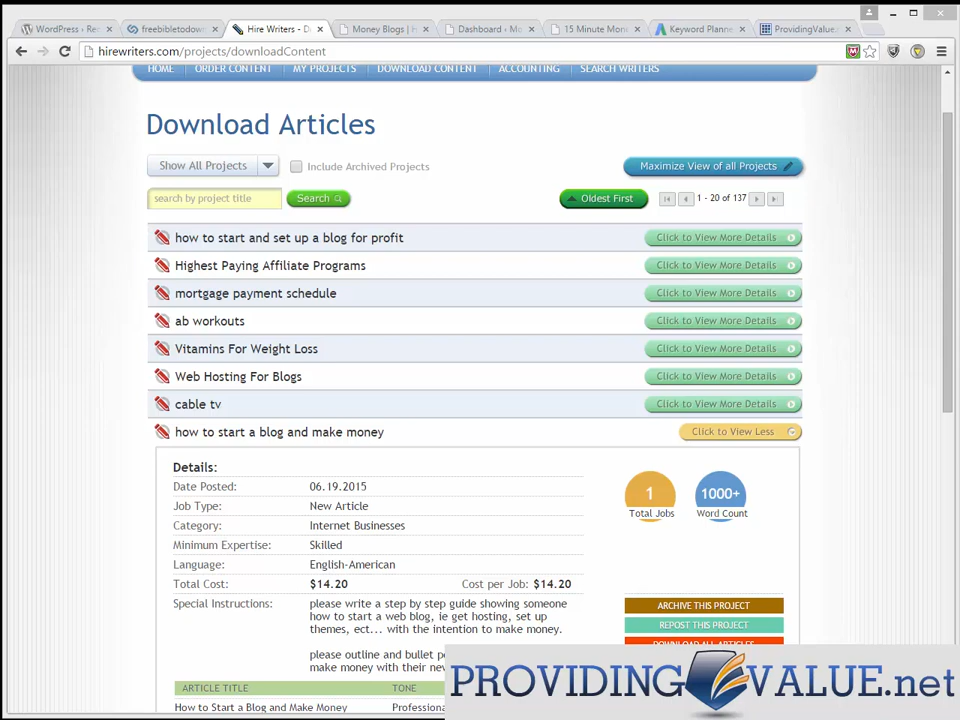 WordPress › Re
freebibletodow
Hire Writers - D
Money Blogs | H
Dashboard ‹ Mo
15 Minute Mon
Keyword Planne
ProvidingValue.
hirewriters.com/projects/downloadContent
HOME ORDER CONTENT MY PROJECTS DOWNLOAD CONTENT ACCOUNTING SEARCH WRITERS
Download Articles
Show All Projects Include Archived Projects Maximize View of all Projects
search by project title Search Oldest First 1 - 20 of 137
how to start and set up a blog for profit Click to View More Details
Highest Paying Affiliate Programs Click to View More Details
mortgage payment schedule Click to View More Details
ab workouts Click to View More Details
Vitamins For Weight Loss Click to View More Details
Web Hosting For Blogs Click to View More Details
cable tv Click to View More Details
how to start a blog and make money Click to View Less
Details:
Date Posted: 06.19.2015
Job Type: New Article
Category: Internet Businesses
Minimum Expertise: Skilled
Language: English-American
Total Cost: $14.20 Cost per Job: $14.20
Special Instructions: please write a step by step guide showing someone
how to start a web blog, ie get hosting, set up
themes, ect... with the intention to make money.
please outline and bullet
make money with their
1 Total Jobs
1000+ Word Count
ARCHIVE THIS PROJECT
REPOST THIS PROJECT
DOWNLOAD ALL ARTICLES
ARTICLE TITLE TONE
How to Start a Blog and Make Money
PROVIDING VALUE.net